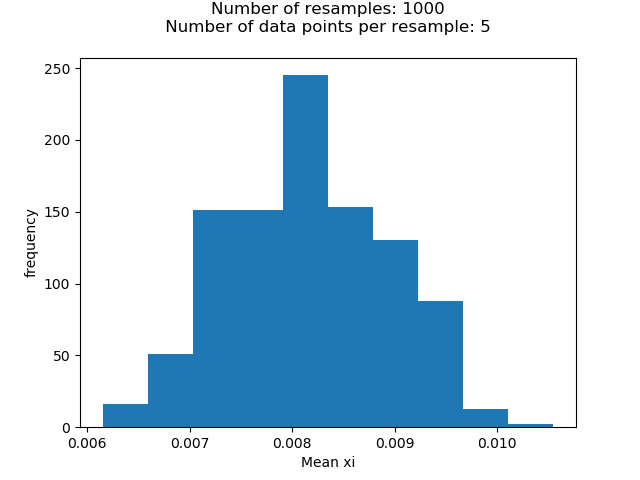 Number of resamples: 1000
Number of data points per resample: 5
250
200
150
100
50
0
frequency
0.006 0.007 0.008 0.009 0.010
Mean xi